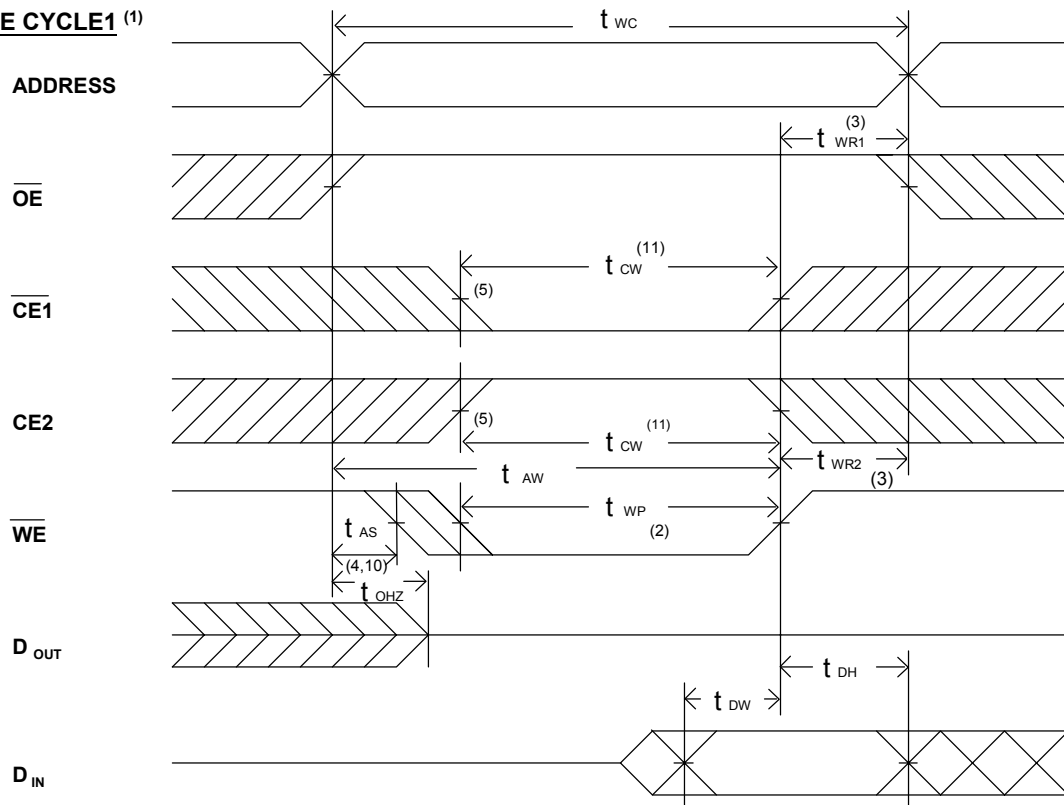 E CYCLE1 (1)
t WC
ADDRESS
t WR1 (3)
OE
t CW (11)
CE1
(5)
CE2
(5)
t CW (11)
t AW
t WR2 (3)
WE
t AS
t WP (2)
(4,10)
t OHZ
D OUT
t DH
t DW
D IN